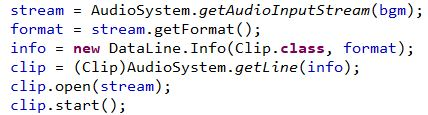 stream = AudioSystem.getAudioInputStream(bgm);
format = stream.getFormat();
info = new DataLine.Info(Clip.class, format);
clip = (Clip)AudioSystem.getLine(info);
clip.open(stream);
clip.start();